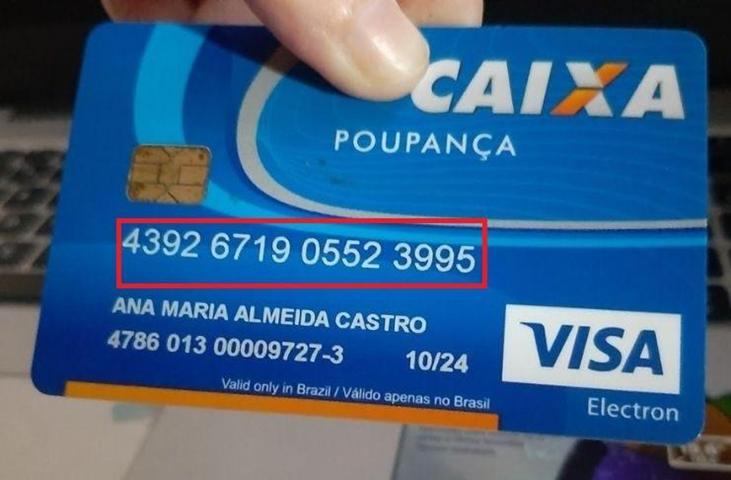 CAIXA
POUPANÇA
4392 6719 0552 3995
ANA MARIA ALMEIDA CASTRO
4786 013 00009727-3 10/24
VISA
Valid only in Brazil / Válido apenas no Brasil
Electron